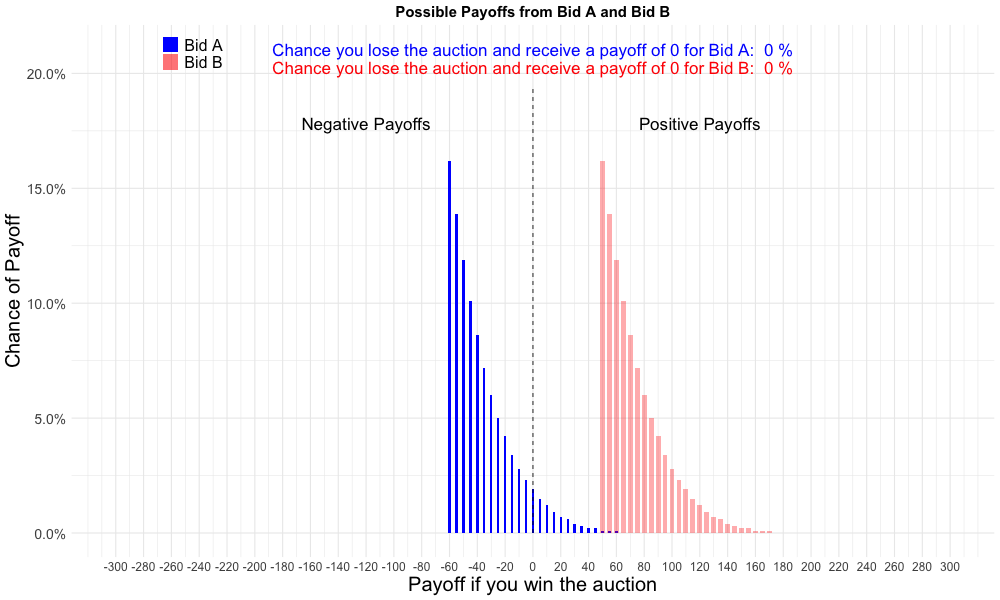 Possible Payoffs from Bid A and Bid B
Bid A
Bid B
Chance you lose the auction and receive a payoff of 0 for Bid A:  0 %
Chance you lose the auction and receive a payoff of 0 for Bid B:  0 %
Negative Payoffs
Positive Payoffs
Chance of Payoff
20.0%
15.0%
10.0%
5.0%
0.0%
-300 -280 -260 -240 -220 -200 -180 -160 -140 -120 -100 -80 -60 -40 -20 0 20 40 60 80 100 120 140 160 180 200 220 240 260 280 300
Payoff if you win the auction